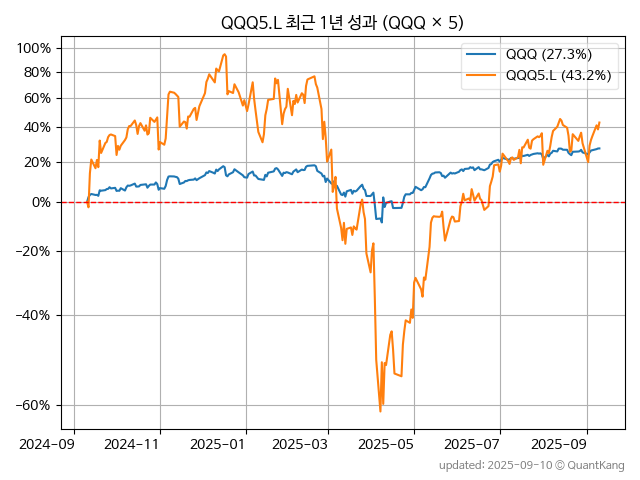 QQQ5.L 최근 1년 성과 (QQQ × 5)
QQQ (27.3%)
QQQ5.L (43.2%)
100%
80%
60%
40%
20%
0%
−20%
−40%
−60%
2024-09 2024-11 2025-01 2025-03 2025-05 2025-07 2025-09
updated: 2025-09-10 © QuantKang